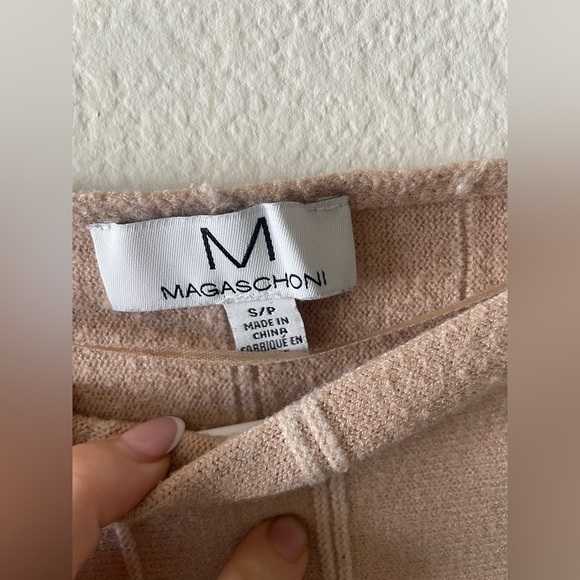 M
MAGASCHONI
S/P
MADE IN
CHINA
FABRIQUÉ EN